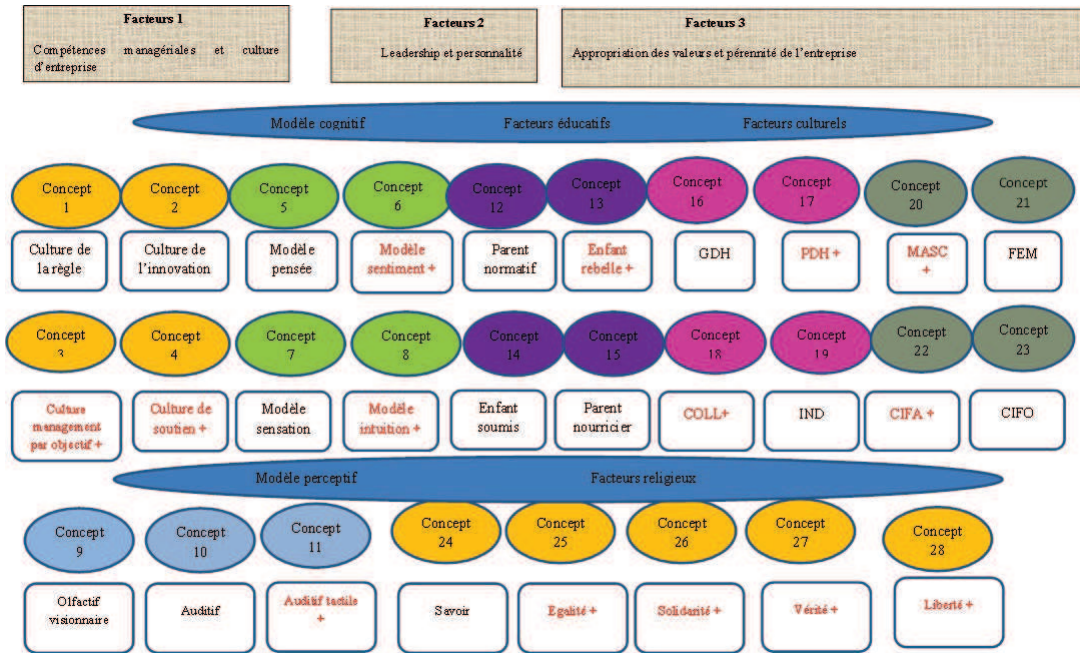 Facteurs 1
Compétences managériales et culture
d'entreprise
Facteurs 2
Leadership et personnalité
Facteurs 3
Appropriation des valeurs et pérennité de l'entreprise
Modèle cognitif
Facteurs éducatifs
Facteurs culturels
Concept
1
Concept
2
Concept
5
Concept
6
Concept
12
Concept
13
Concept
16
Concept
17
Concept
20
Concept
21
Culture de
la règle
Culture de
l'innovation
Modèle
pensée
Modèle
sentiment +
Parent
normatif
Enfant
rebelle +
GDH
PDH +
MASC
+
FEM
Concept
3
Concept
4
Concept
7
Concept
8
Concept
14
Concept
15
Concept
18
Concept
19
Concept
22
Concept
23
Culture
management
par objectif +
Culture de
soutien +
Modèle
sensation
Modèle
intuition +
Enfant
soumis
Parent
nourricier
COLL+
IND
CIFA +
CIFO
Modèle perceptif
Facteurs religieux
Concept
9
Concept
10
Concept
11
Concept
24
Concept
25
Concept
26
Concept
27
Concept
28
Olfactif
visionnaire
Auditif
Auditif tactile
+
Savoir
Egalité +
Solidarité +
Vérité +
Liberté +